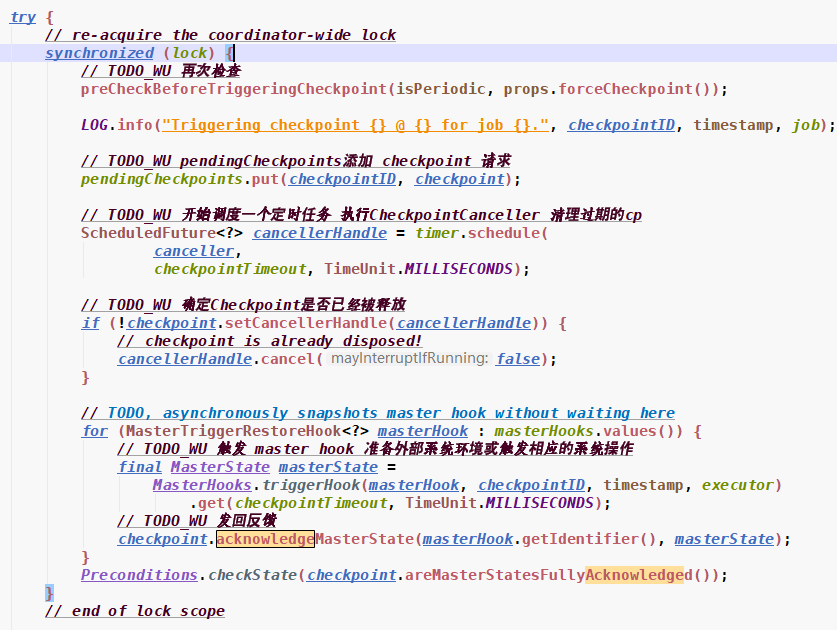 try {
// re-acquire the coordinator-wide lock
synchronized (lock) {
// TODO_WU 再次检查
preCheckBeforeTriggeringCheckpoint(isPeriodic, props.forceCheckpoint());
LOG.info("Triggering checkpoint {} @ {} for job {}.", checkpointID, timestamp, job);
// TODO_WU pendingCheckpoints添加 checkpoint 请求
pendingCheckpoints.put(checkpointID, checkpoint);
// TODO_WU 开始调度一个定时任务 执行CheckpointCanceller 清理过期的cp
ScheduledFuture<?> cancellerHandle = timer.schedule(
canceller,
checkpointTimeout, TimeUnit.MILLISECONDS);
// TODO_WU 确定Checkpoint是否已经被释放
if (!checkpoint.setCancellerHandle(cancellerHandle)) {
// checkpoint is already disposed!
cancellerHandle.cancel( mayInterruptIfRunning: false);
}
// TODO, asynchronously snapshots master hook without waiting here
for (MasterTriggerRestoreHook<?> masterHook : masterHooks.values()) {
// TODO_WU 触发 master hook 准备外部系统环境或触发相应的系统操作
final MasterState masterState =
MasterHooks.triggerHook(masterHook, checkpointID, timestamp, executor)
.get(checkpointTimeout, TimeUnit.MILLISECONDS);
// TODO_WU 发回反馈
checkpoint.acknowledgeMasterState(masterHook.getIdentifier(), masterState);
}
Preconditions.checkState(checkpoint.areMasterStatesFullyAcknowledged());
}
// end of lock scope